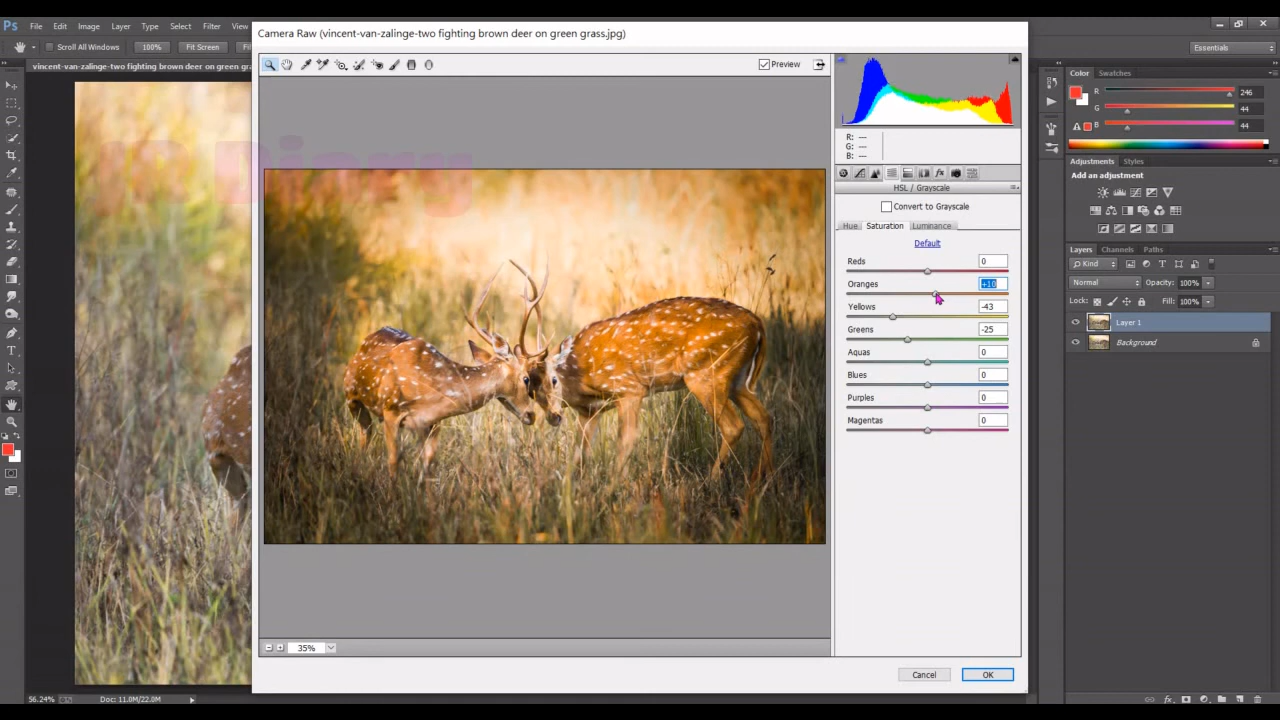 Ps File Edit Image Layer Type Select Filter View
Camera Raw (vincent-van-zalinge-two fighting brown deer on green grass.jpg)
Scroll All Windows 100% Fit Screen Fil
Essentials
vincent-van-zalinge-two fighting brown deer on green gra
Preview
Color Swatches
R 246
G 44
B 44
R: ---
G: ---
B: ---
Adjustments Styles
Add an adjustment
HSL / Grayscale
Convert to Grayscale
Hue Saturation Luminance
Default
Reds 0
Oranges +10
Yellows -43
Greens -25
Aquas 0
Blues 0
Purples 0
Magentas 0
Layers Channels Paths
Kind
Normal Opacity: 100%
Lock: Fill: 100%
Layer 1
Background
35%
Cancel OK
56.24% Doc: 11.0M/22.0M